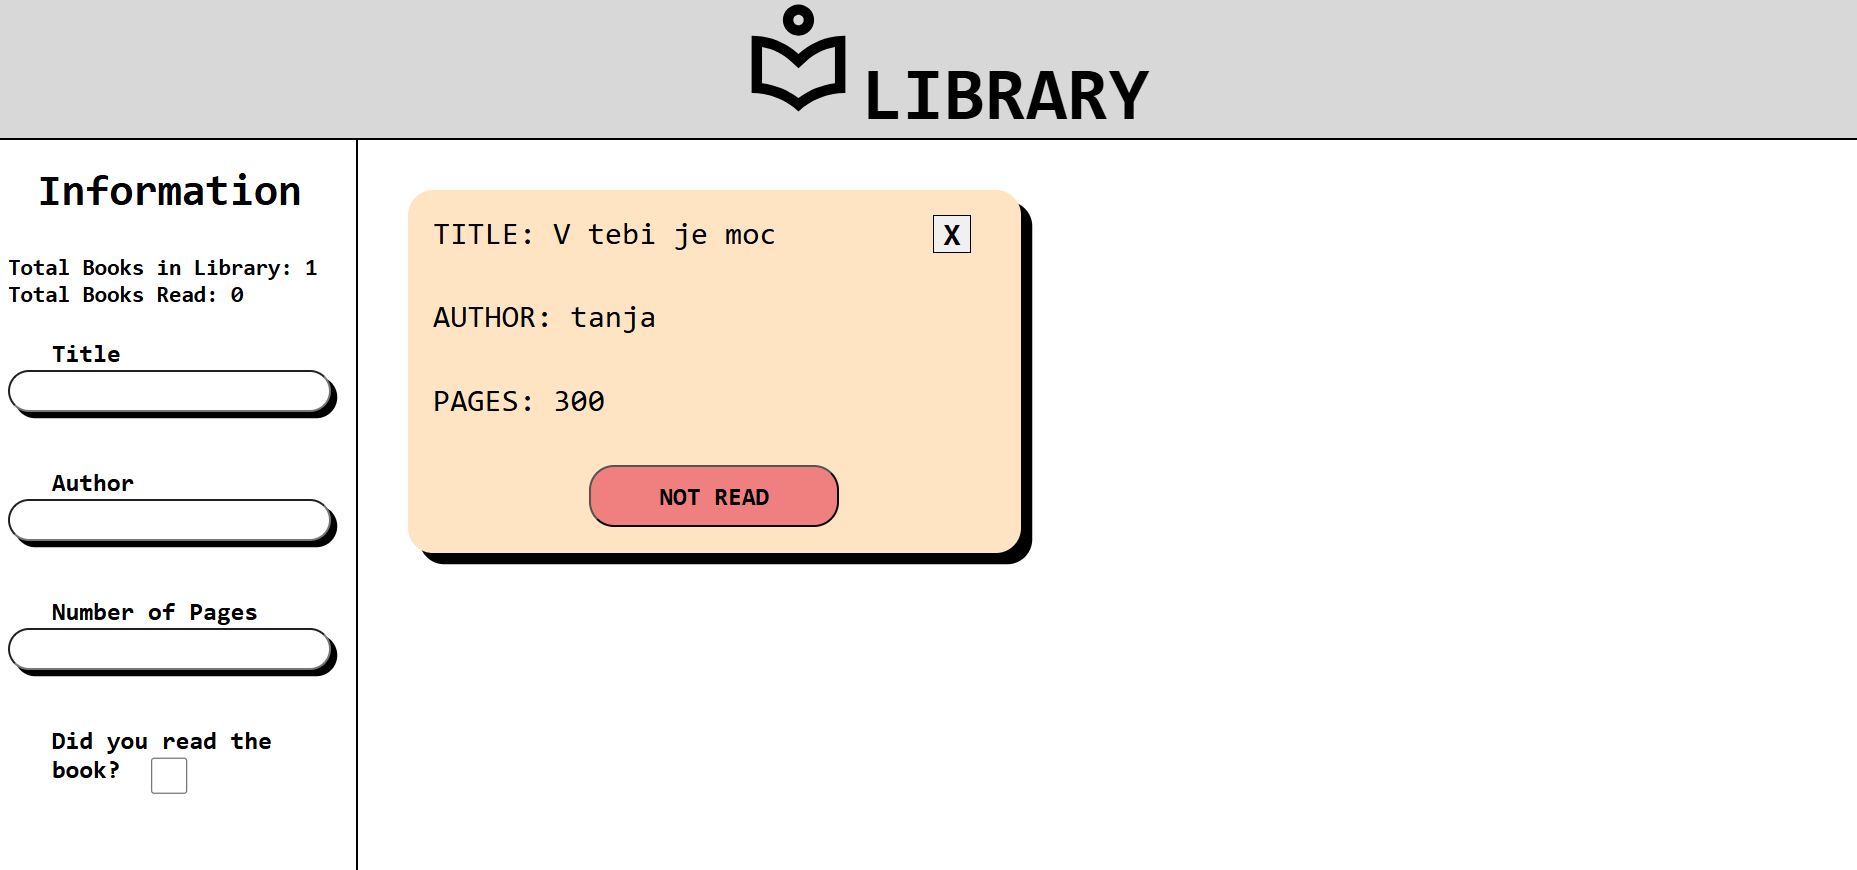 LIBRARY
Information
Total Books in Library: 1
Total Books Read: 0
Title
Author
Number of Pages
Did you read the
book?
TITLE: V tebi je moc
X
AUTHOR: tanja
PAGES: 300
NOT READ